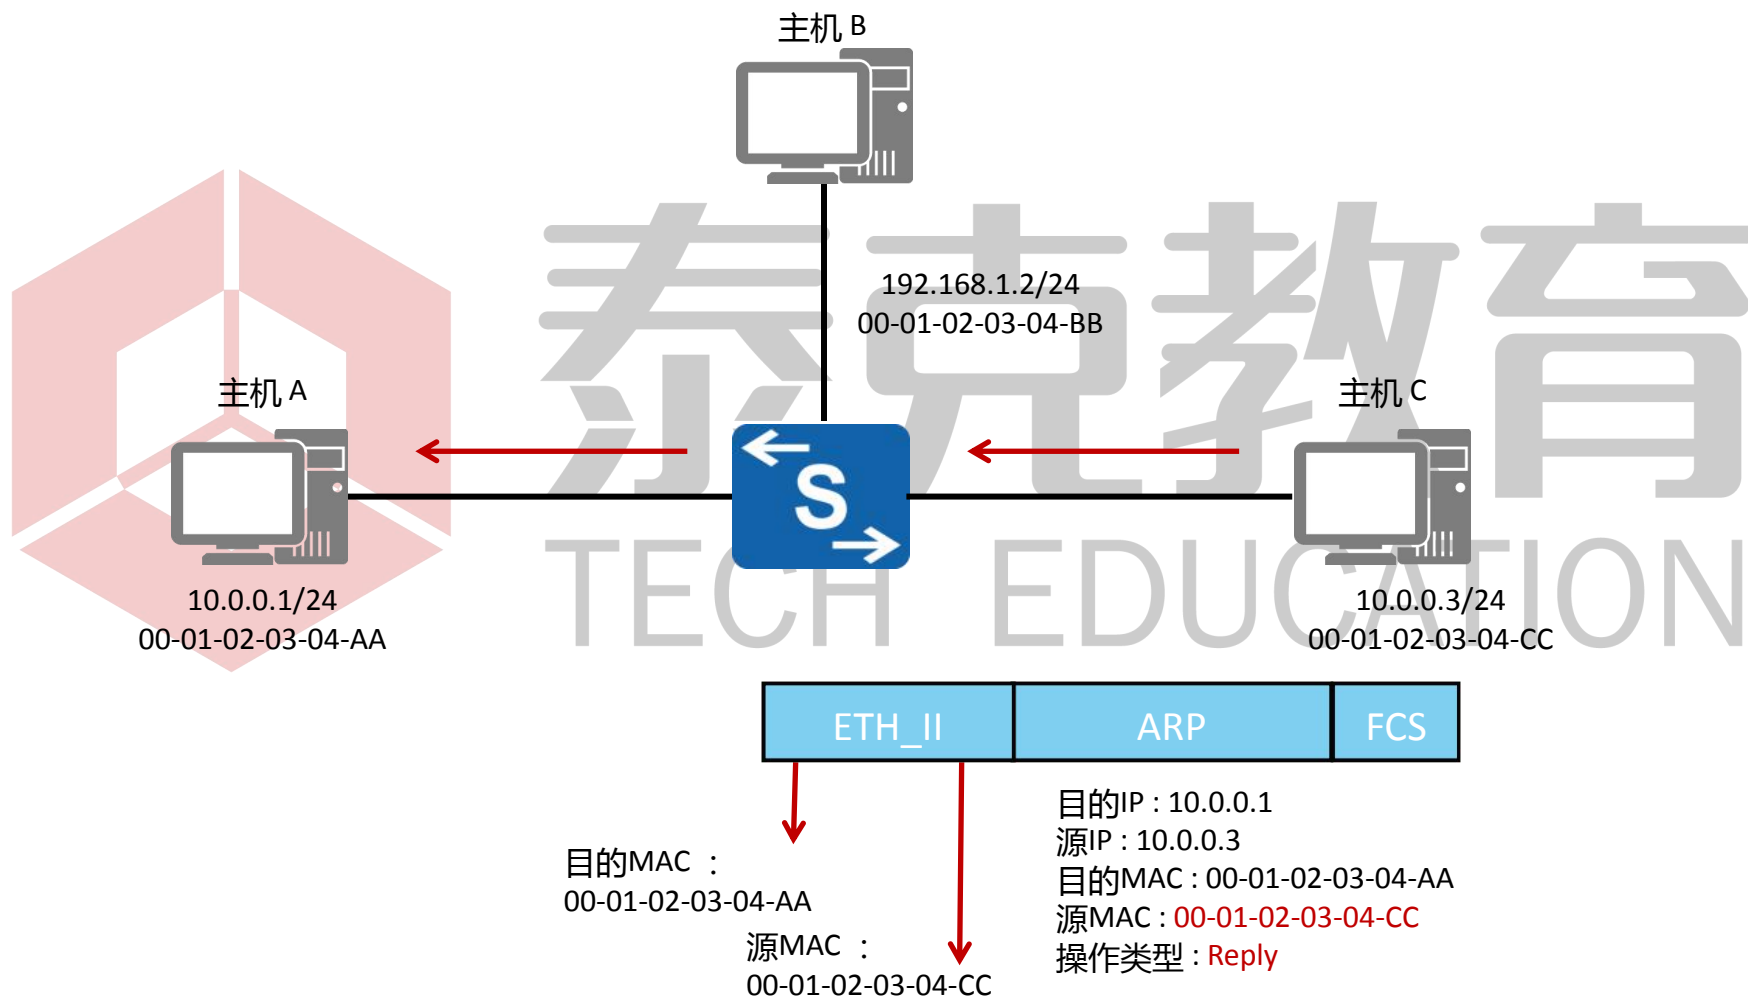 主机 B
192.168.1.2/24
00-01-02-03-04-BB
主机 A
主机 C
S
10.0.0.1/24
00-01-02-03-04-AA
10.0.0.3/24
00-01-02-03-04-CC
泰克教育
TECH EDUCATION
ETH_II
ARP
FCS
目的IP : 10.0.0.1
源IP : 10.0.0.3
目的MAC : 00-01-02-03-04-AA
源MAC : 00-01-02-03-04-CC
操作类型 : Reply
目的MAC :
00-01-02-03-04-AA
源MAC :
00-01-02-03-04-CC